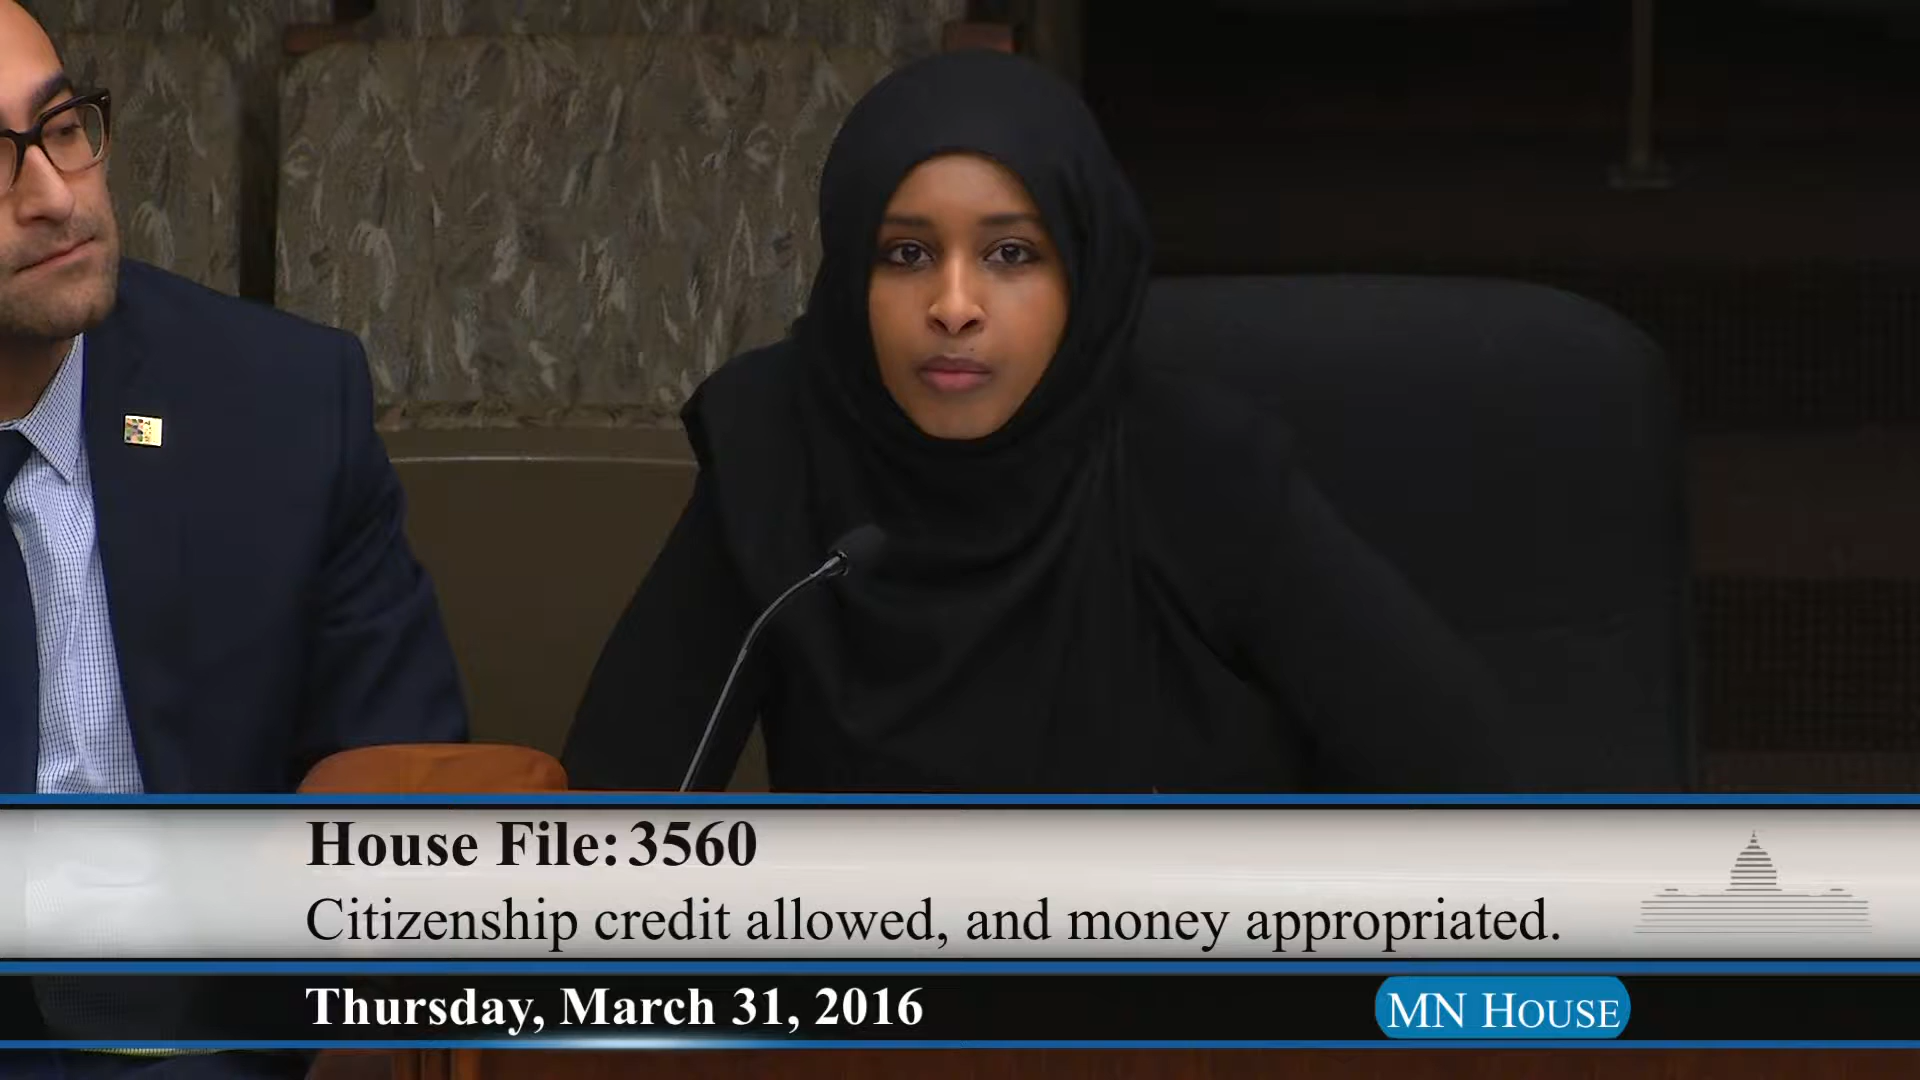 House File: 3560
Citizenship credit allowed, and money appropriated.
Thursday, March 31, 2016
MN HOUSE